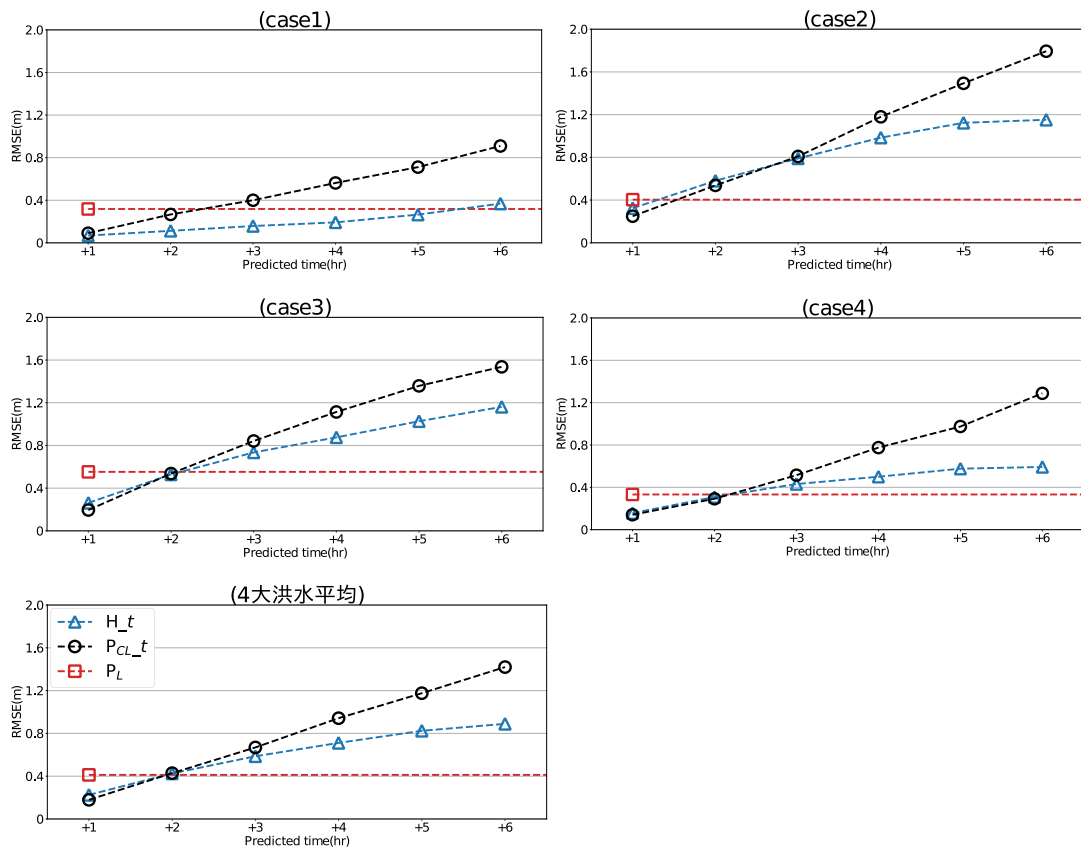 (case1)
2.0
1.6
1.2
0.8
0.4
0
RMSE(m)
+1 +2 +3 +4 +5 +6
Predicted time(hr)
(case2)
2.0
1.6
1.2
0.8
0.4
0
RMSE(m)
+1 +2 +3 +4 +5 +6
Predicted time(hr)
(case3)
2.0
1.6
1.2
0.8
0.4
0
RMSE(m)
+1 +2 +3 +4 +5 +6
Predicted time(hr)
(case4)
2.0
1.6
1.2
0.8
0.4
0
RMSE(m)
+1 +2 +3 +4 +5 +6
Predicted time(hr)
(4大洪水平均)
H_t
P_CL_t
P_L
2.0
1.6
1.2
0.8
0.4
0
RMSE(m)
+1 +2 +3 +4 +5 +6
Predicted time(hr)